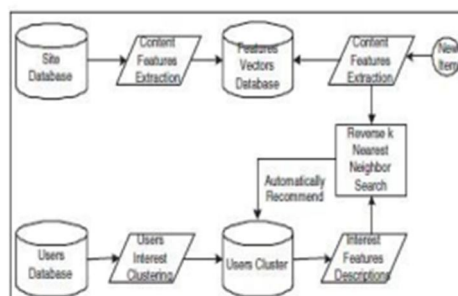 Site
Database
Content
Features
Extraction
Features
Vectors
Database
Content
Features
Extraction
New
Item
Reverse k
Nearest
Neighbor
Search
Automatically
Recommend
Users
Database
Users
Interest
Clustering
Users Cluster
Interest
Features
Descriptions